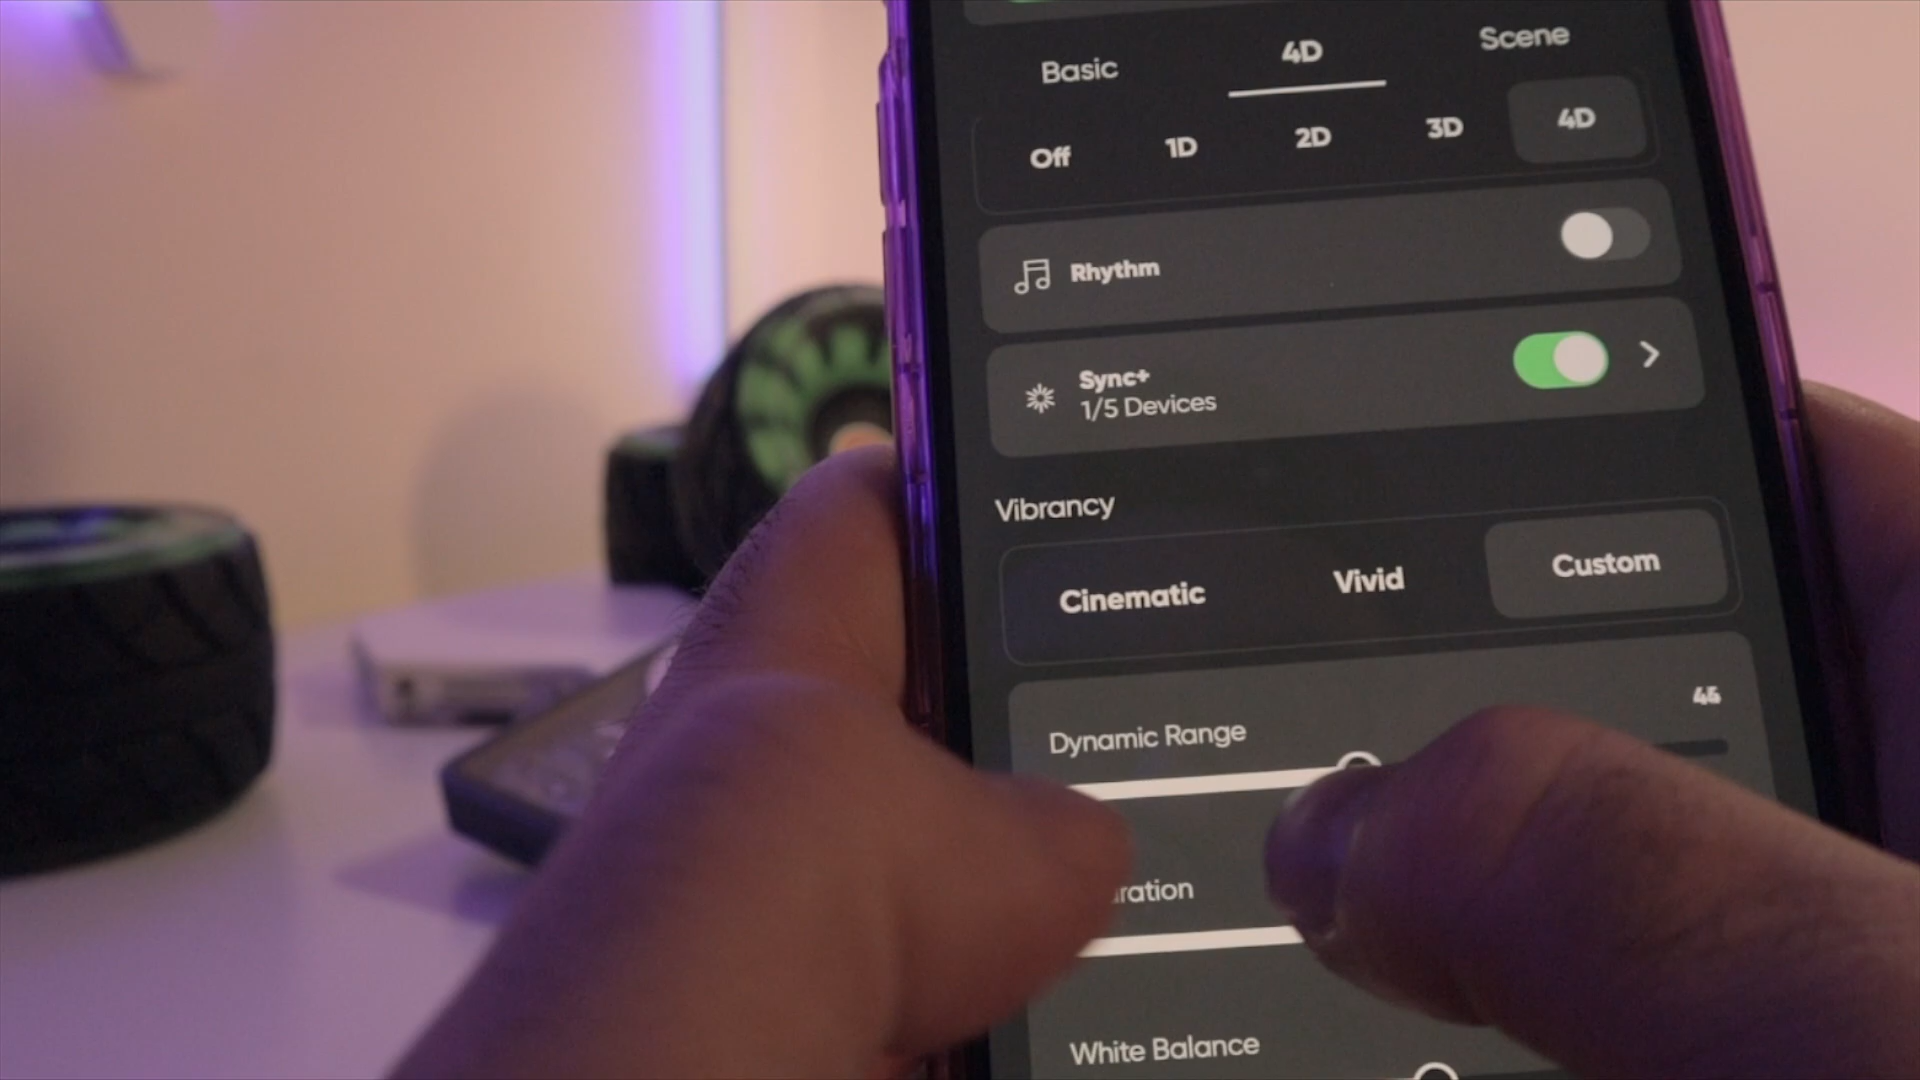 Basic 4D Scene
Off 1D 2D 3D 4D
Rhythm
Sync+
1/5 Devices
Vibrancy
Cinematic Vivid Custom
45
Dynamic Range
uration
White Balance